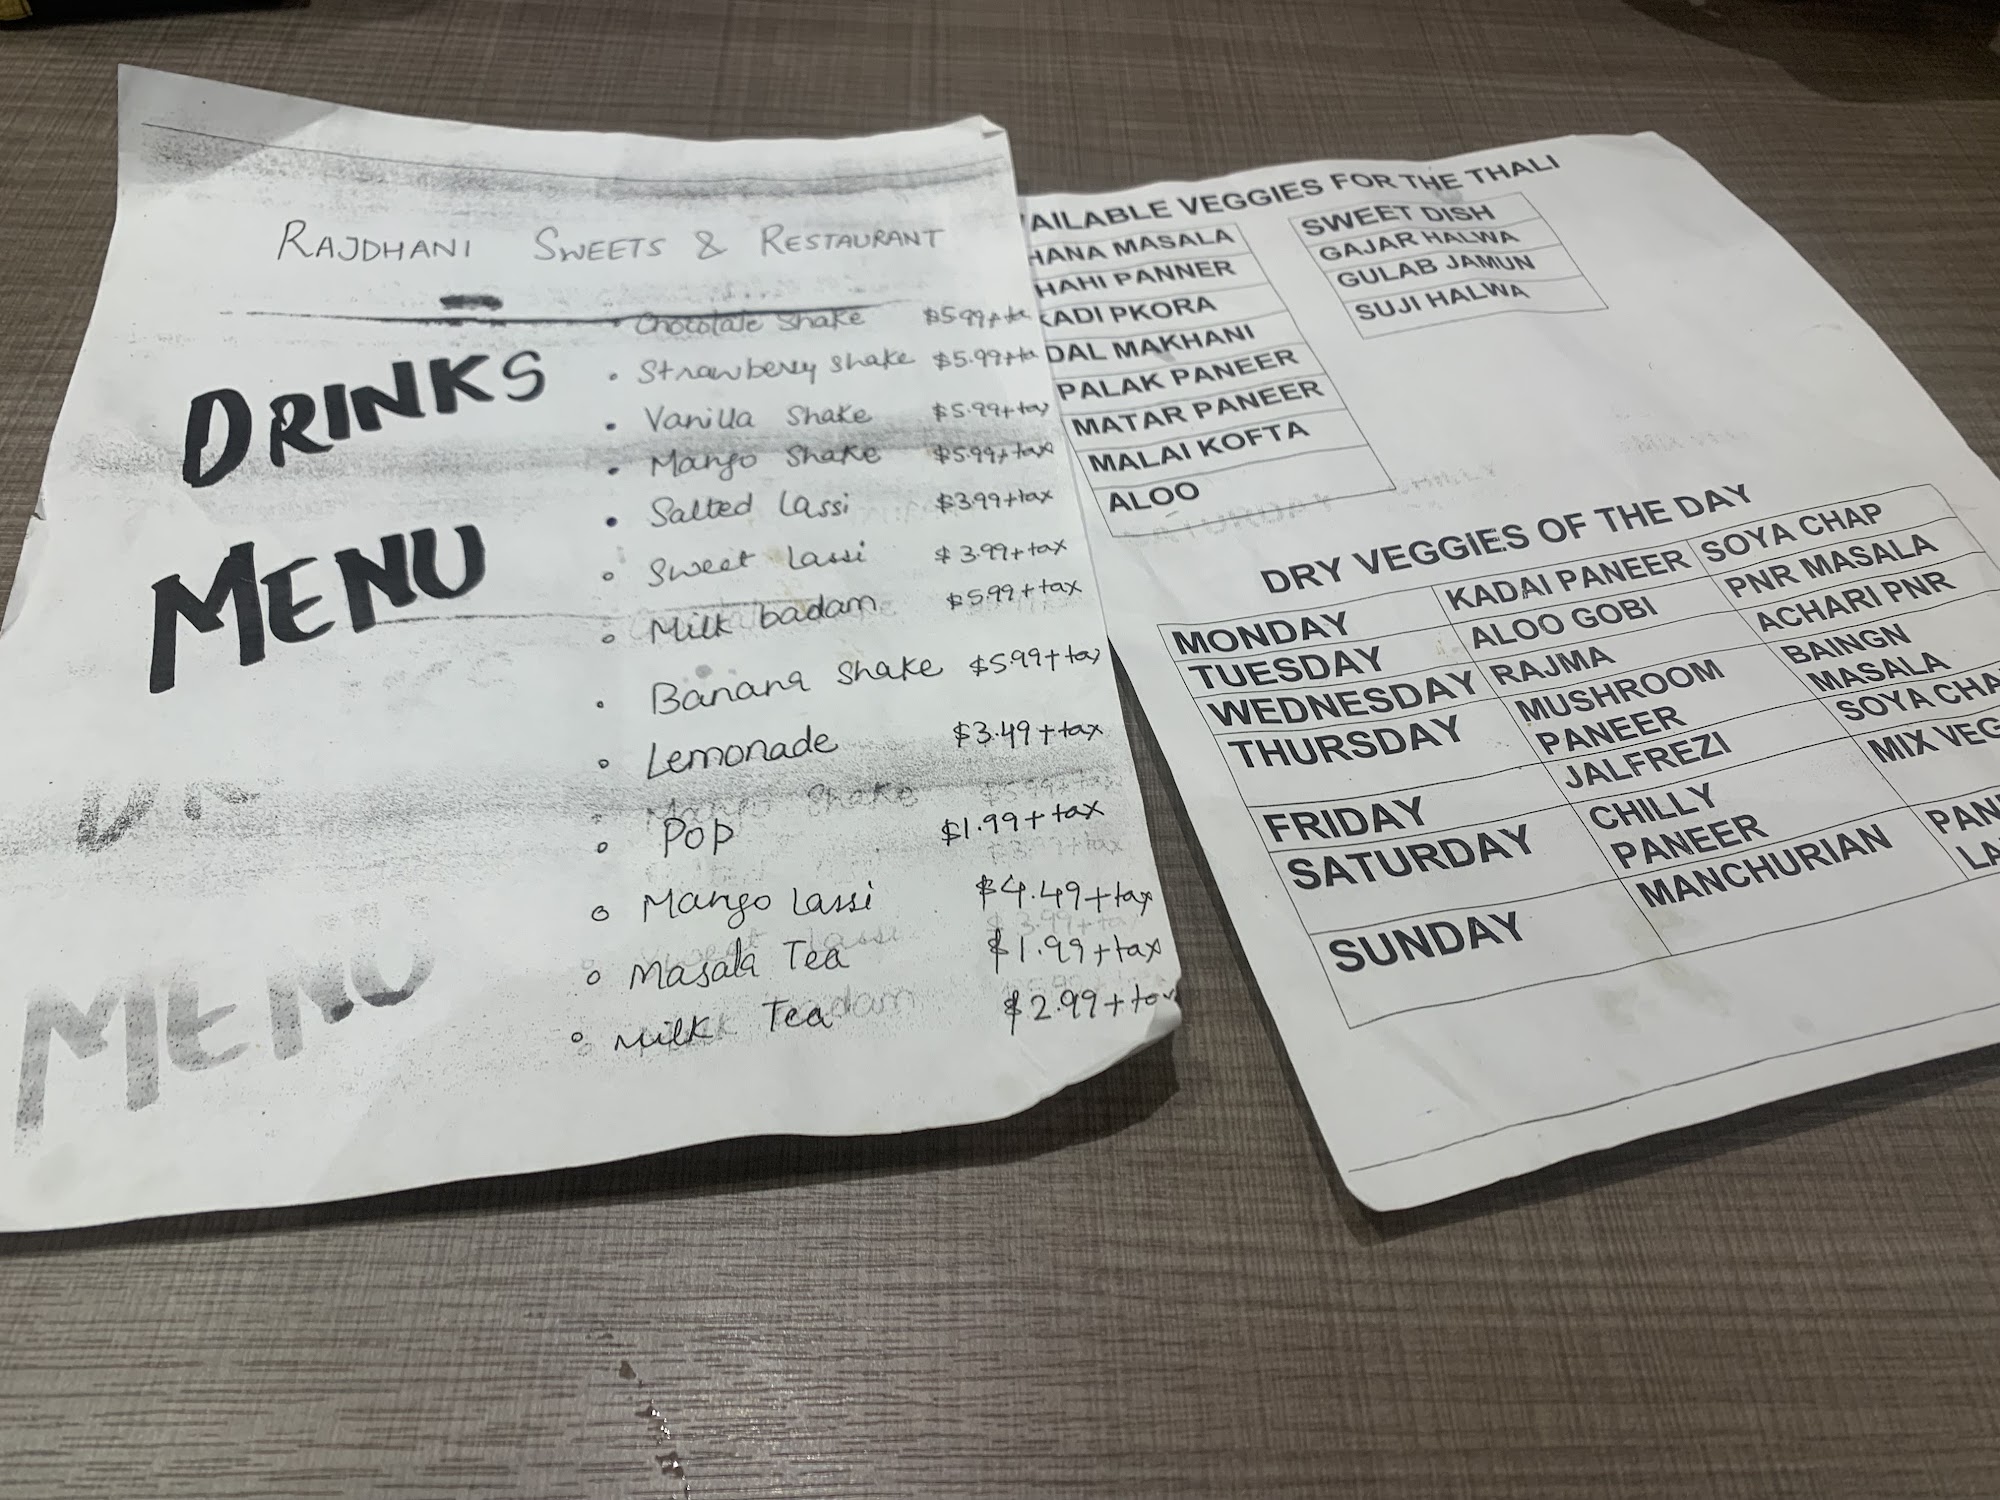 RAJDHANI SWEETS & RESTAURANT
DRINKS
MENU
Chocolate Shake $5.99+ta
Strawberry Shake $5.99+ta
Vanilla Shake $5.99+tax
Mango Shake $5.99+tax
Salted Lassi $3.99+tax
Sweet Lassi $3.99+tax
Milk badam $5.99+tax
Banana Shake $5.99+tax
Lemonade $3.49+tax
Pop $1.99+tax
Mango Lassi $4.49+tax
Masala Tea $1.99+tax
Milk Tea $2.99+tax
MENU
AILABLE VEGGIES FOR THE THALI
HANA MASALA
HAHI PANNER
KADI PKORA
DAL MAKHANI
PALAK PANEER
MATAR PANEER
MALAI KOFTA
ALOO
SWEET DISH
GAJAR HALWA
GULAB JAMUN
SUJI HALWA
DRY VEGGIES OF THE DAY
MONDAY KADAI PANEER SOYA CHAP
TUESDAY ALOO GOBI PNR MASALA
WEDNESDAY RAJMA ACHARI PNR
THURSDAY MUSHROOM BAINGN
PANEER MASALA
JALFREZI SOYA CHA
FRIDAY CHILLY MIX VEG
SATURDAY PANEER
SUNDAY MANCHURIAN PAN
LA